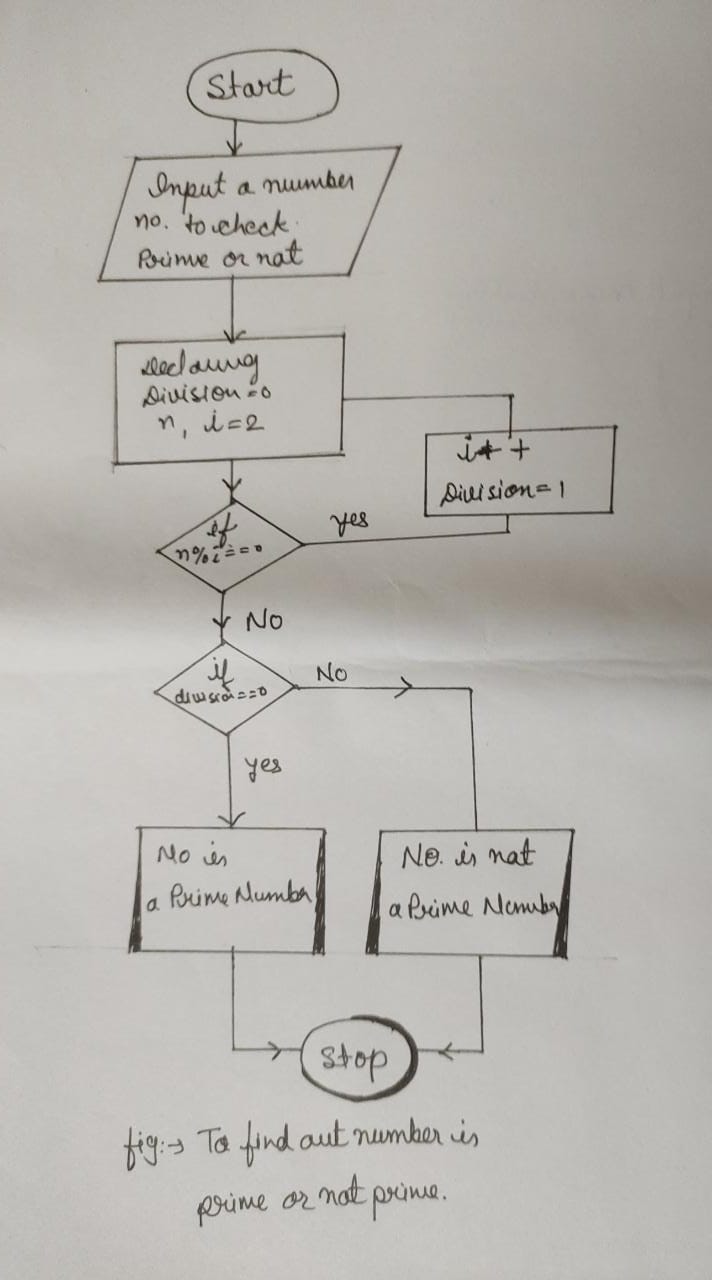 Start
Input a number
no. to check
Prime or not
Declaring
Division=0
n, i=2
i++
Division=1
if
n%i==0
yes
No
if
division==0
No
yes
No is
a Prime Number
No. is not
a Prime Number
Stop
fig:→ To find out number is
prime or not prime.